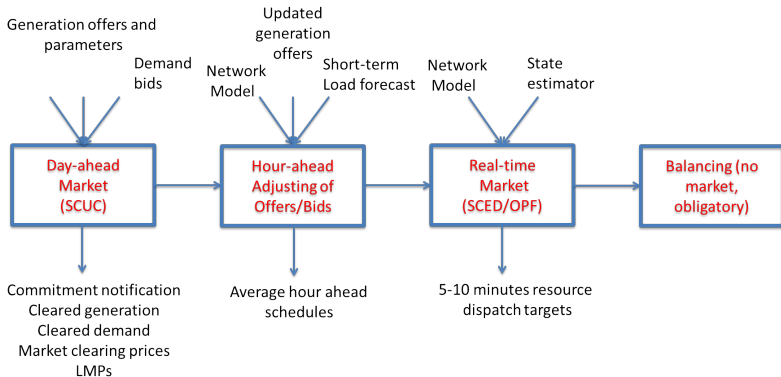 Generation offers and
parameters
Demand
bids
Network
Model
Updated
generation
offers
Short-term
Load forecast
Network
Model
State
estimator
Day-ahead
Market
(SCUC)
Hour-ahead
Adjusting of
Offers/Bids
Real-time
Market
(SCED/OPF)
Balancing (no
market,
obligatory)
Commitment notification
Cleared generation
Cleared demand
Market clearing prices
LMPs
Average hour ahead
schedules
5-10 minutes resource
dispatch targets